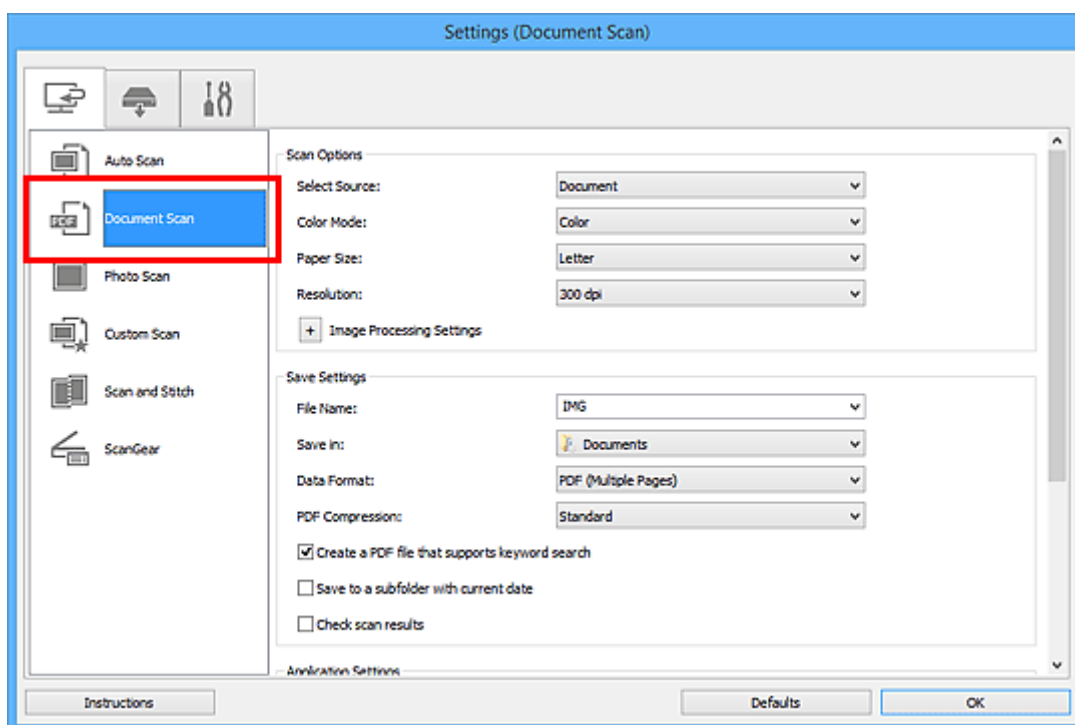 Settings (Document Scan)
Auto Scan
PDF
Document Scan
Photo Scan
Custom Scan
Scan and Stitch
ScanGear
Scan Options
Select Source: Document
Color Mode: Color
Paper Size: Letter
Resolution: 300 dpi
+ Image Processing Settings
Save Settings
File Name: IMG
Save in: Documents
Data Format: PDF (Multiple Pages)
PDF Compression: Standard
Create a PDF file that supports keyword search
Save to a subfolder with current date
Check scan results
Application Settings
Instructions Defaults OK